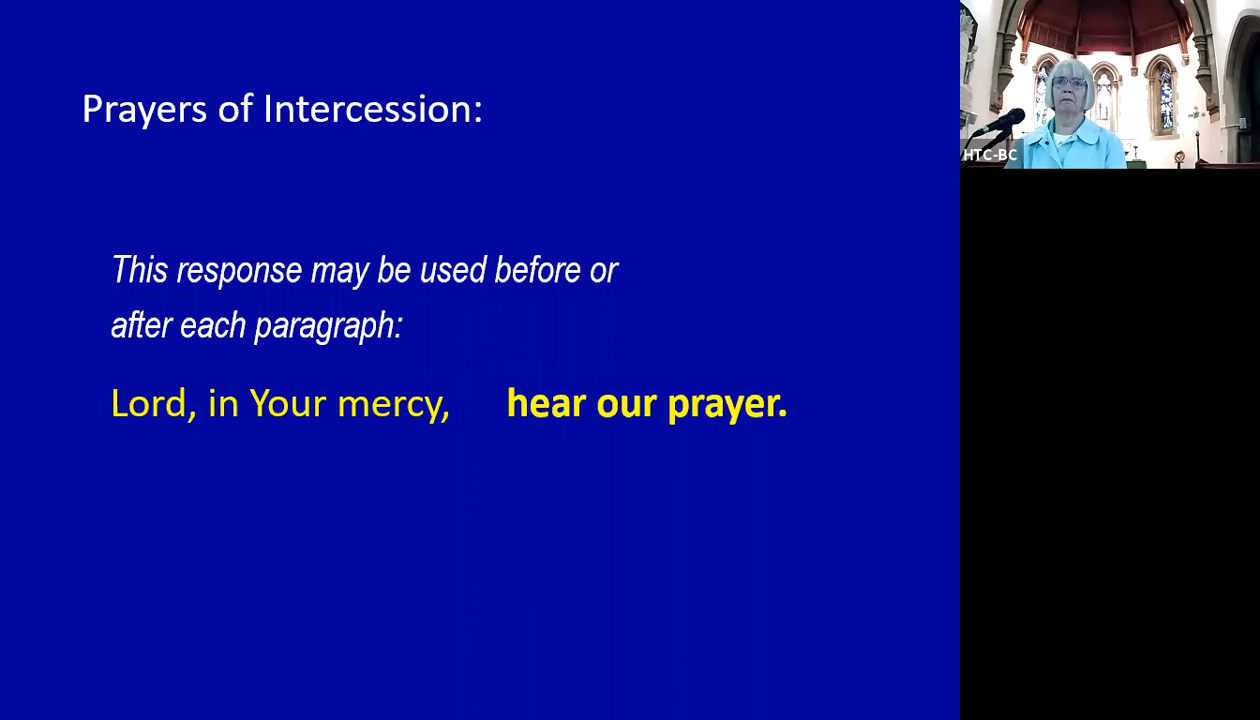 Prayers of Intercession:
This response may be used before or
after each paragraph:
Lord, in Your mercy, hear our prayer.
HTC-BC